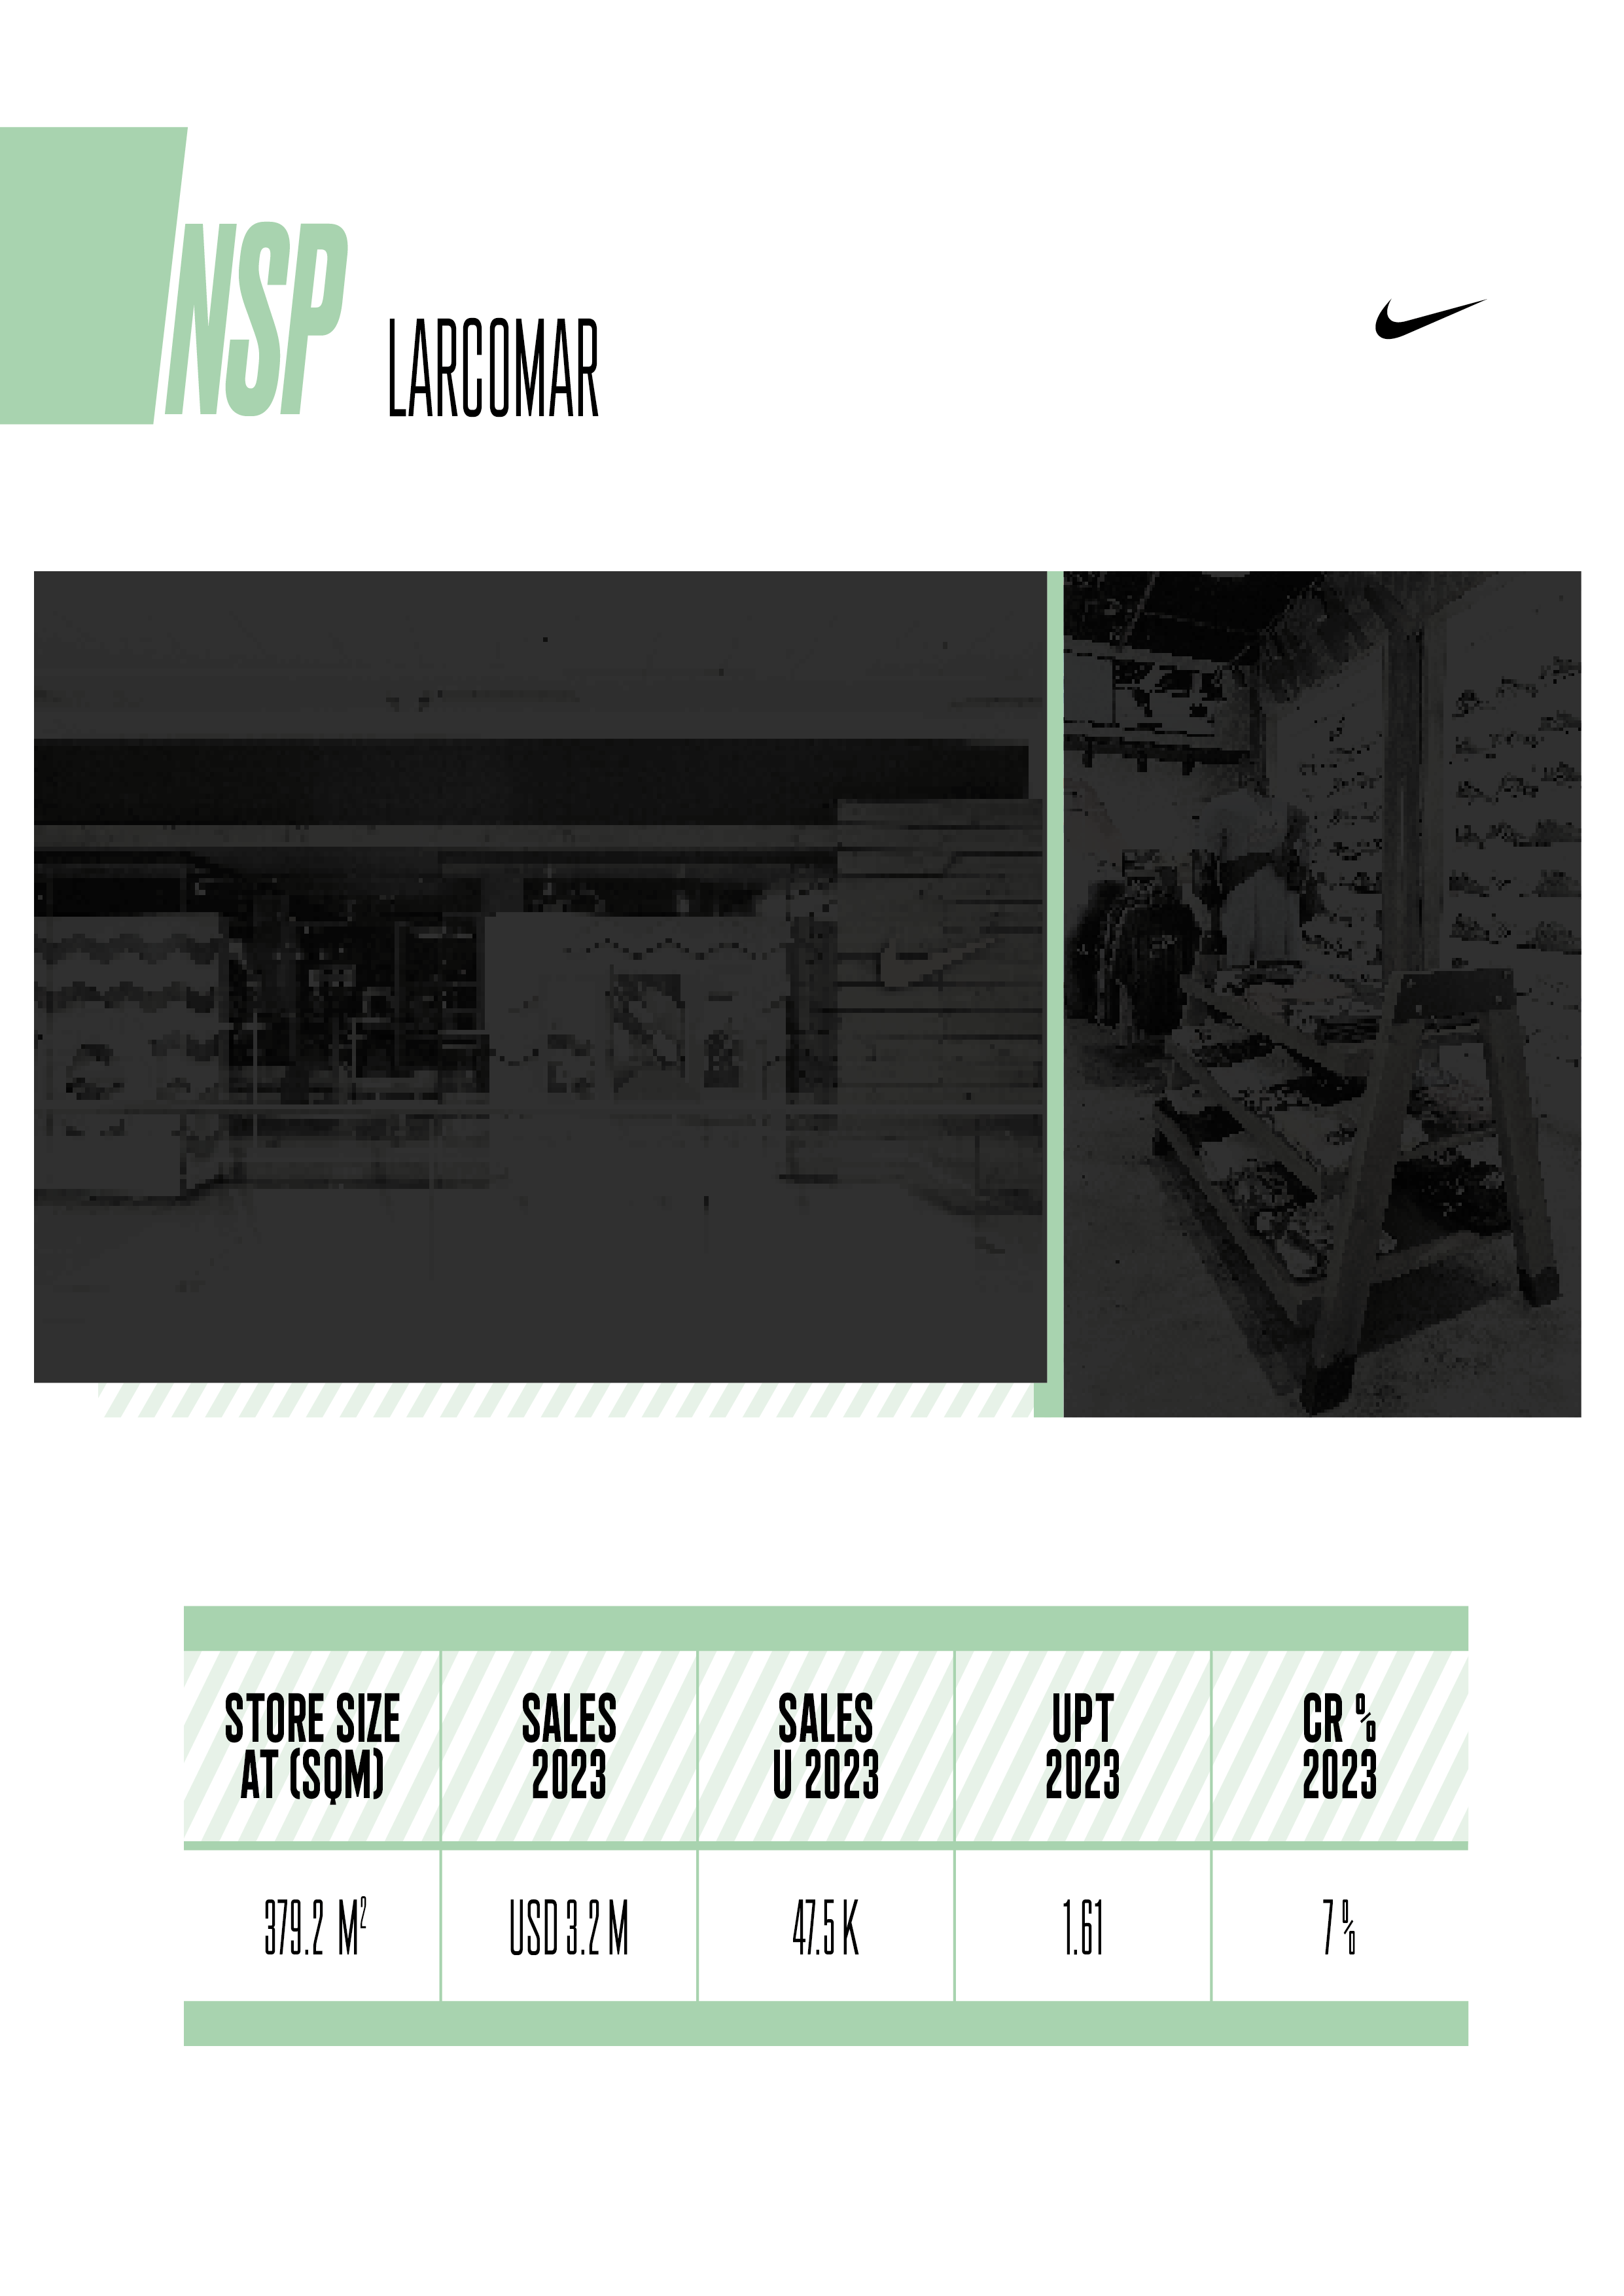 NSP
LARCOMAR
STORE SIZE
AT (SQM)
SALES
2023
SALES
U 2023
UPT
2023
CR %
2023
379.2 M²
USD 3.2 M
47.5 K
1.61
7 %